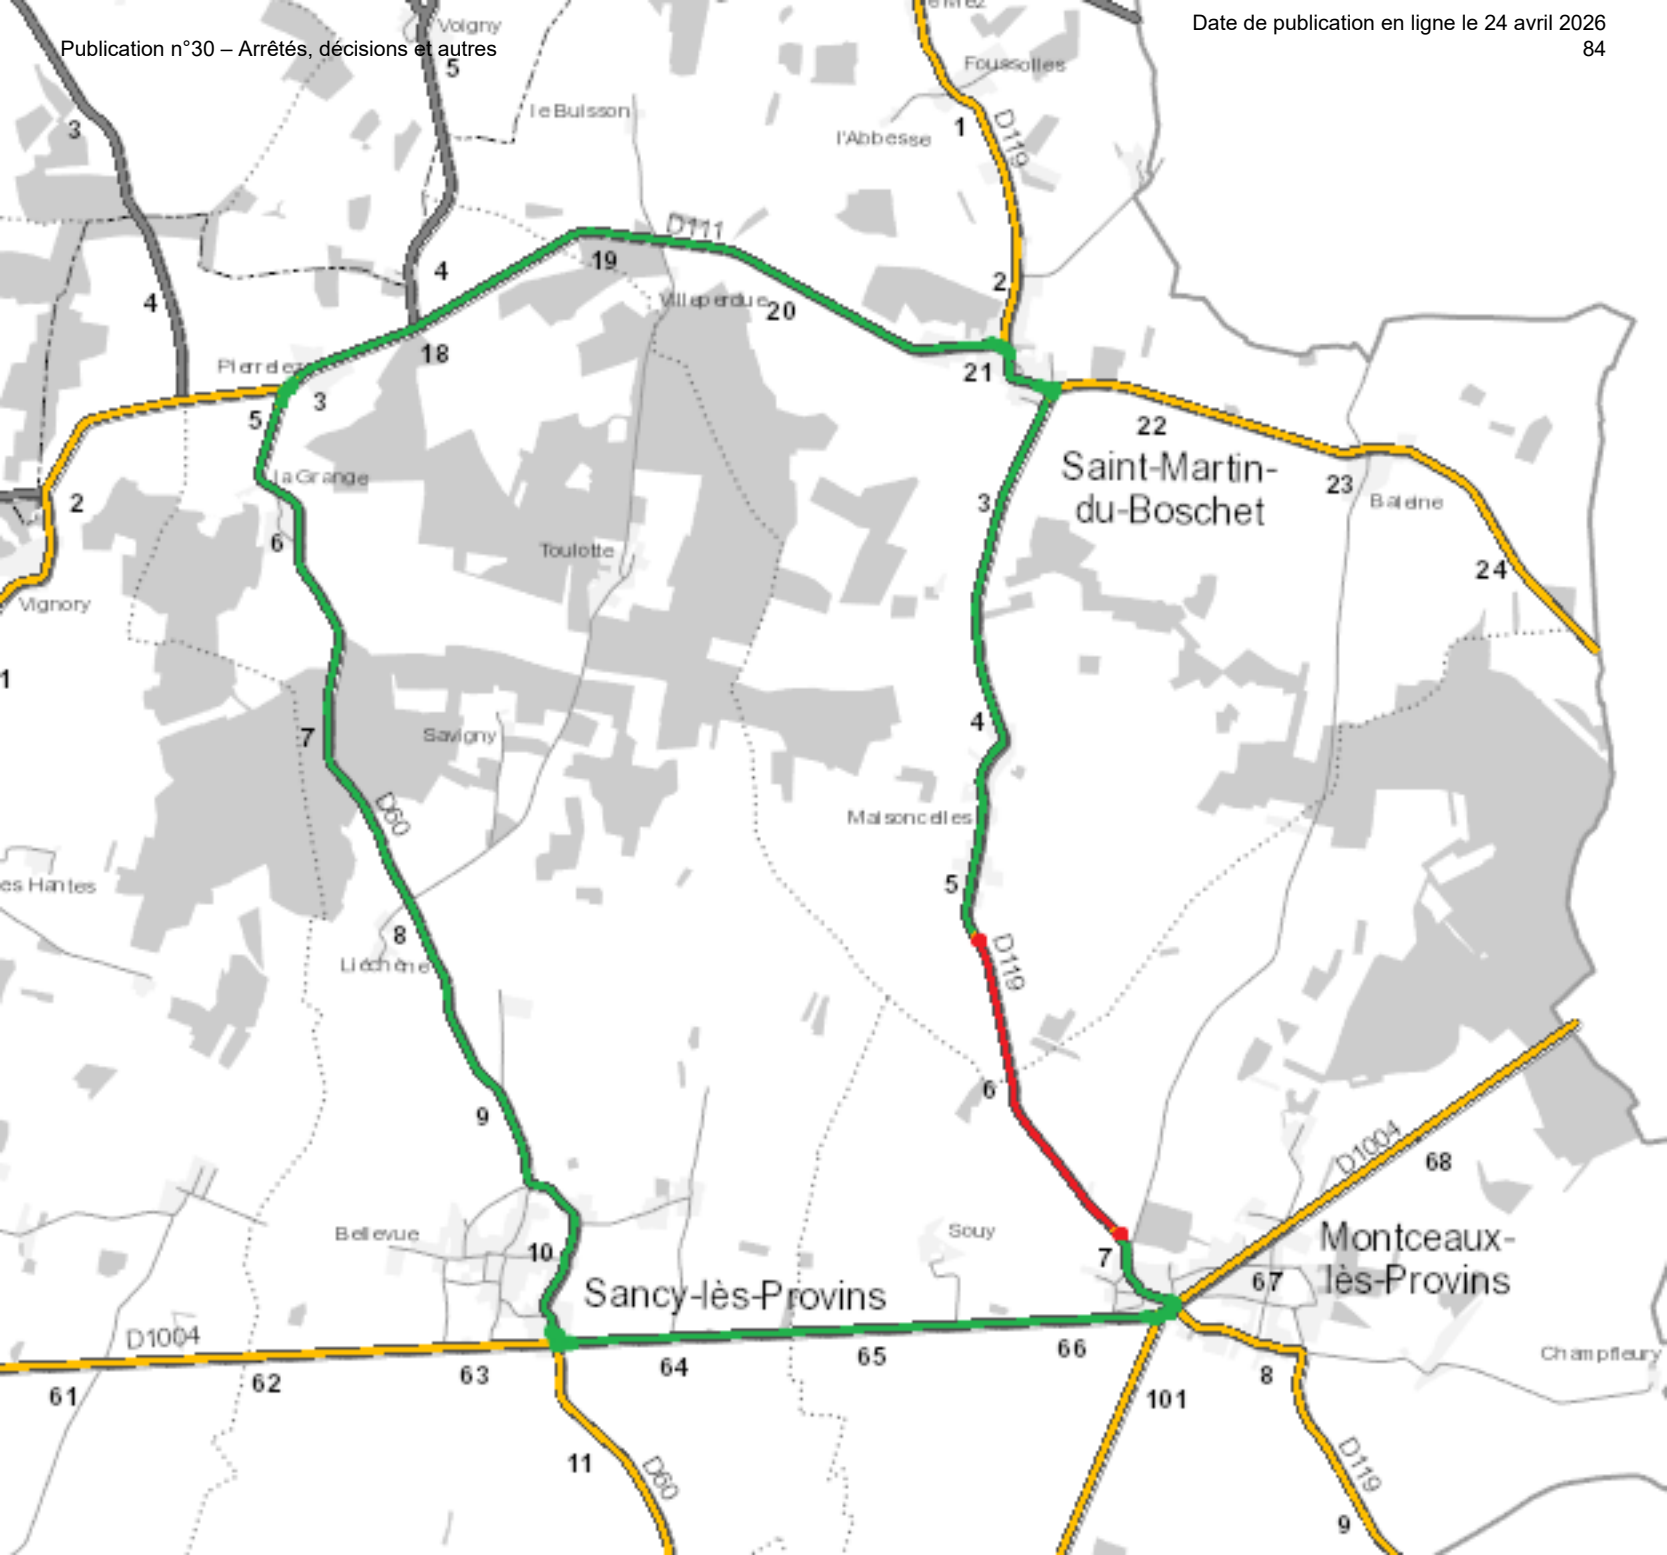 Date de publication en ligne le 24 avril 2026
Publication n°30 – Arrêtés, décisions et autres
84
Voigny
5
Foussolles
le Buisson
3
1
D119
l'Abbesse
D111
19
4
2
4
Villeperdue
20
18
Pierrelez
21
3
5
22
Saint-Martin-
du-Boschet
la Grange
23
Baleine
2
3
6
Toulotte
24
Vignory
1
4
7
Savigny
D60
Maisoncelles
es Hantes
5
8
Liéchêne
D119
6
9
D1004
68
Bellevue
10
Souy
7
Montceaux-
lès-Provins
67
Sancy-lès-Provins
D1004
61
62
63
64
65
66
8
Champfleury
101
11
D60
D119
9